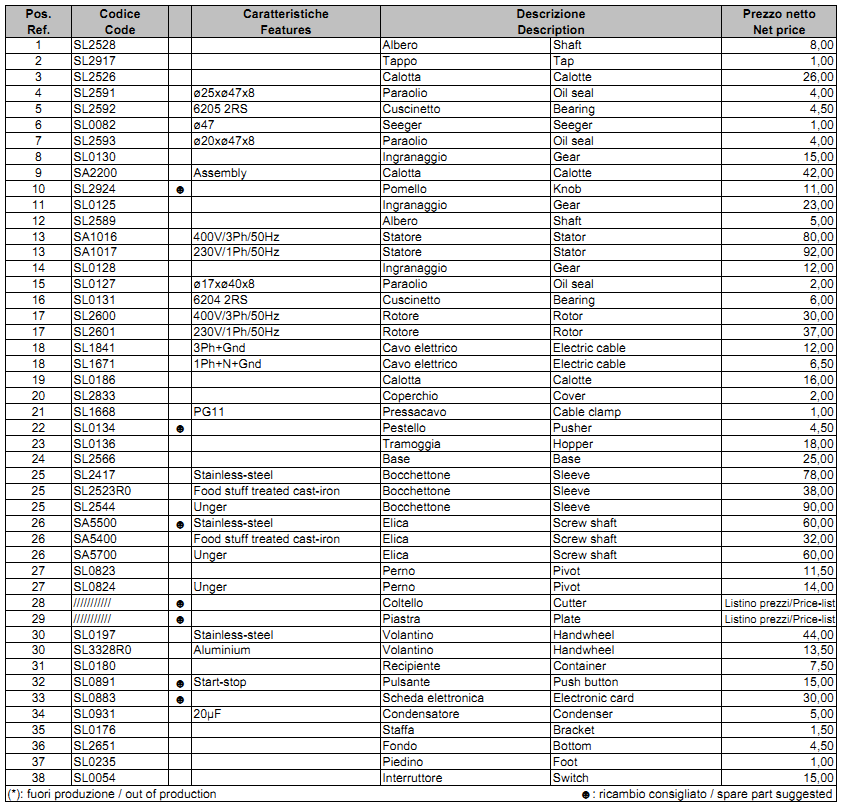 Pos. Codice Caratteristiche Descrizione Prezzo netto
Ref. Code Features Description Net price
1 SL2528 Albero Shaft 8,00
2 SL2917 Tappo Tap 1,00
3 SL2526 Calotta Calotte 26,00
4 SL2591 ø25xø47x8 Paraolio Oil seal 4,00
5 SL2592 6205 2RS Cuscinetto Bearing 4,50
6 SL0082 ø47 Seeger Seeger 1,00
7 SL2593 ø20xø47x8 Paraolio Oil seal 4,00
8 SL0130 Ingranaggio Gear 15,00
9 SA2200 Assembly Calotta Calotte 42,00
10 SL2924 ☻ Pomello Knob 11,00
11 SL0125 Ingranaggio Gear 23,00
12 SL2589 Albero Shaft 5,00
13 SA1016 400V/3Ph/50Hz Statore Stator 80,00
13 SA1017 230V/1Ph/50Hz Statore Stator 92,00
14 SL0128 Ingranaggio Gear 12,00
15 SL0127 ø17xø40x8 Paraolio Oil seal 2,00
16 SL0131 6204 2RS Cuscinetto Bearing 6,00
17 SL2600 400V/3Ph/50Hz Rotore Rotor 30,00
17 SL2601 230V/1Ph/50Hz Rotore Rotor 37,00
18 SL1841 3Ph+Gnd Cavo elettrico Electric cable 12,00
18 SL1671 1Ph+N+Gnd Cavo elettrico Electric cable 6,50
19 SL0186 Calotta Calotte 16,00
20 SL2833 Coperchio Cover 2,00
21 SL1668 PG11 Pressacavo Cable clamp 1,00
22 SL0134 ☻ Pestello Pusher 4,50
23 SL0136 Tramoggia Hopper 18,00
24 SL2566 Base Base 25,00
25 SL2417 Stainless-steel Bocchettone Sleeve 78,00
25 SL2523R0 Food stuff treated cast-iron Bocchettone Sleeve 38,00
25 SL2544 Unger Bocchettone Sleeve 90,00
26 SA5500 ☻ Stainless-steel Elica Screw shaft 60,00
26 SA5400 Food stuff treated cast-iron Elica Screw shaft 32,00
26 SA5700 Unger Elica Screw shaft 60,00
27 SL0823 Perno Pivot 11,50
27 SL0824 Unger Perno Pivot 14,00
28 /////////// ☻ Coltello Cutter Listino prezzi/Price-list
29 /////////// ☻ Piastra Plate Listino prezzi/Price-list
30 SL0197 Stainless-steel Volantino Handwheel 44,00
30 SL3328R0 Aluminium Volantino Handwheel 13,50
31 SL0180 Recipiente Container 7,50
32 SL0891 ☻ Start-stop Pulsante Push button 15,00
33 SL0883 ☻ Scheda elettronica Electronic card 30,00
34 SL0931 20µF Condensatore Condenser 5,00
35 SL0176 Staffa Bracket 1,50
36 SL2651 Fondo Bottom 4,50
37 SL0235 Piedino Foot 1,00
38 SL0054 Interruttore Switch 15,00
(*): fuori produzione / out of production ☻: ricambio consigliato / spare part suggested